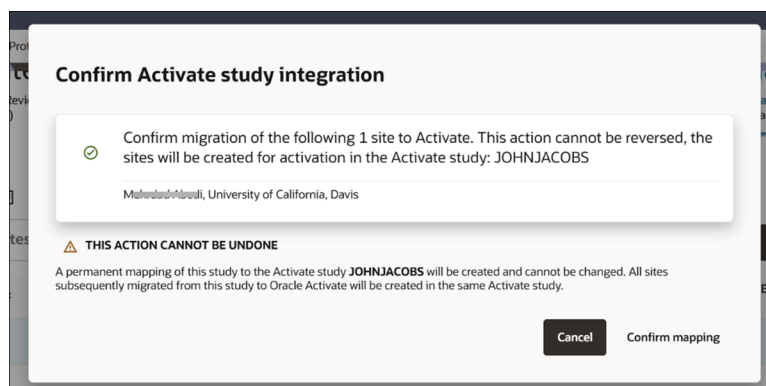 Prot
Confirm Activate study integration
Confirm migration of the following 1 site to Activate. This action cannot be reversed, the
sites will be created for activation in the Activate study: JOHNJACOBS
University of California, Davis
THIS ACTION CANNOT BE UNDONE
A permanent mapping of this study to the Activate study JOHNJACOBS will be created and cannot be changed. All sites
subsequently migrated from this study to Oracle Activate will be created in the same Activate study.
Cancel Confirm mapping